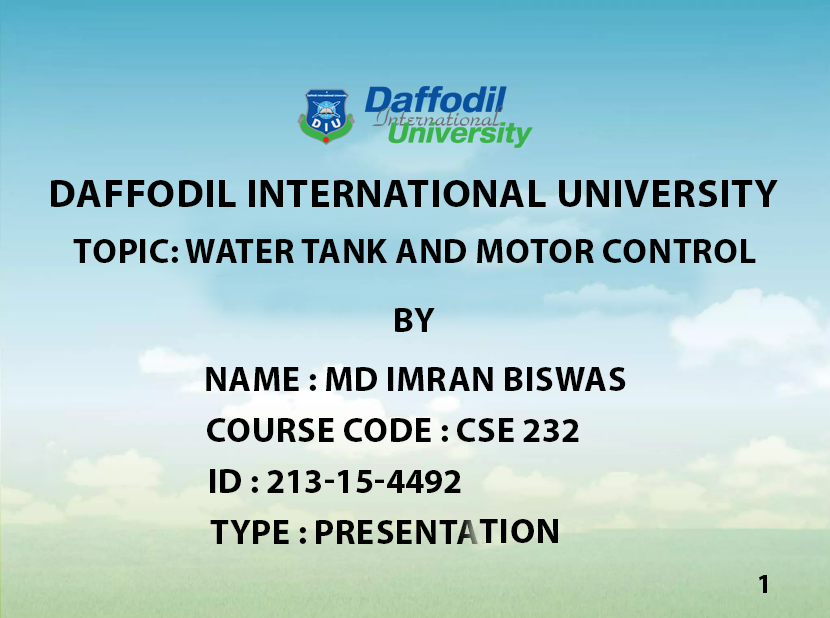 Daffodil
International
University
DIU
DAFFODIL INTERNATIONAL UNIVERSITY
TOPIC: WATER TANK AND MOTOR CONTROL
BY
NAME : MD IMRAN BISWAS
COURSE CODE : CSE 232
ID : 213-15-4492
TYPE : PRESENTATION
1